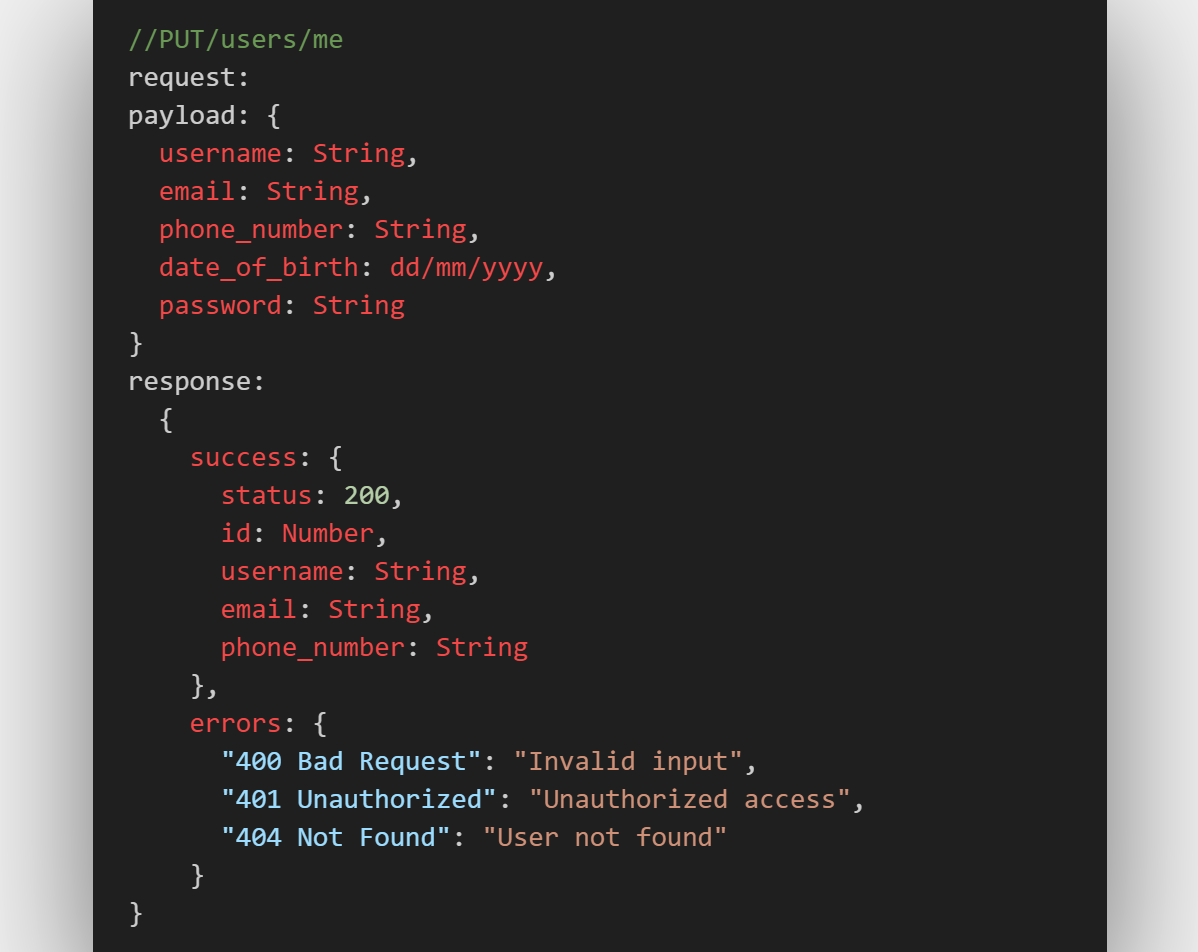 //PUT/users/me
request:
payload: {
  username: String,
  email: String,
  phone_number: String,
  date_of_birth: dd/mm/yyyy,
  password: String
}
response:
  {
    success: {
      status: 200,
      id: Number,
      username: String,
      email: String,
      phone_number: String
    },
    errors: {
      "400 Bad Request": "Invalid input",
      "401 Unauthorized": "Unauthorized access",
      "404 Not Found": "User not found"
    }
}